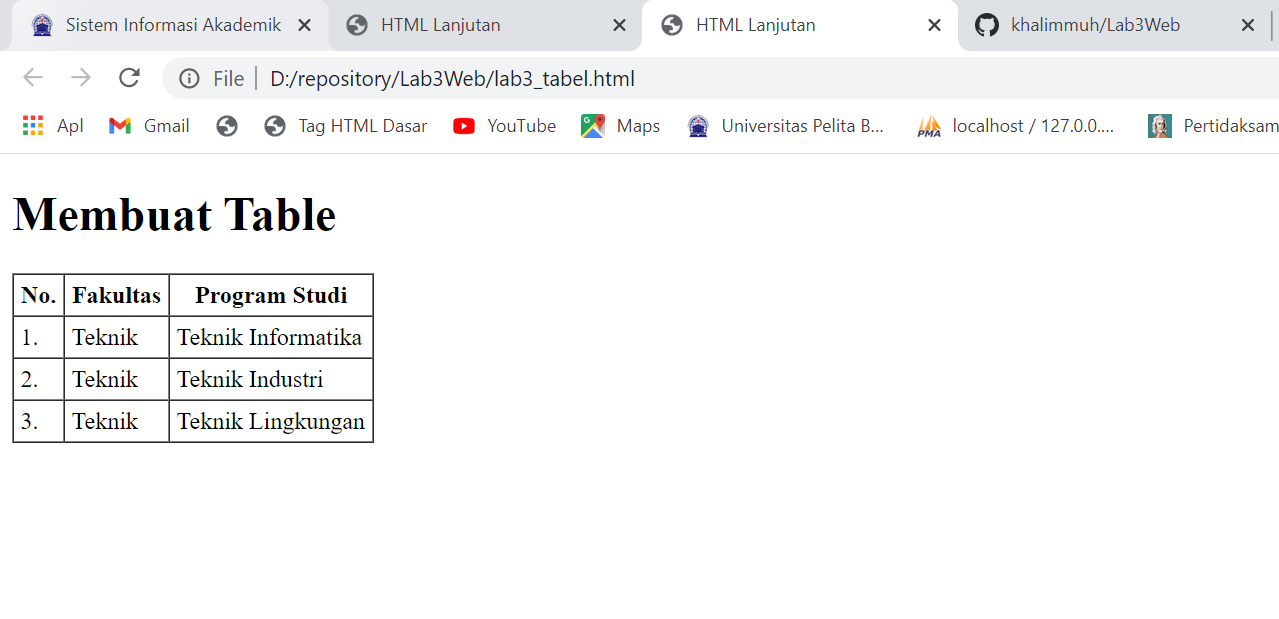 Sistem Informasi Akademik HTML Lanjutan HTML Lanjutan khalimmuh/Lab3Web
File D:/repository/Lab3Web/lab3_tabel.html
Apl Gmail Tag HTML Dasar YouTube Maps Universitas Pelita B... localhost / 127.0.0.... Pertidaksam
Membuat Table
No. Fakultas Program Studi
1. Teknik Teknik Informatika
2. Teknik Teknik Industri
3. Teknik Teknik Lingkungan